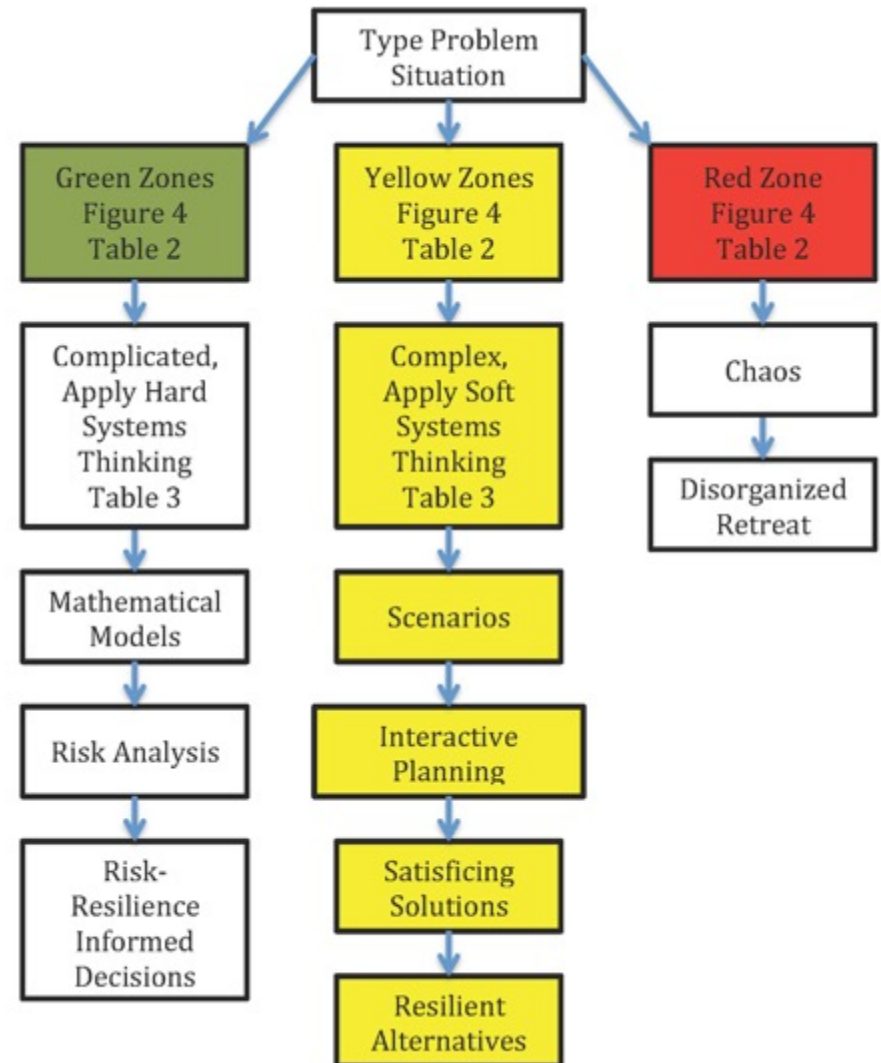 Type Problem
Situation
Green Zones
Figure 4
Table 2
Yellow Zones
Figure 4
Table 2
Red Zone
Figure 4
Table 2
Complicated,
Apply Hard
Systems
Thinking
Table 3
Complex,
Apply Soft
Systems
Thinking
Table 3
Chaos
Disorganized
Retreat
Mathematical
Models
Scenarios
Risk Analysis
Interactive
Planning
Risk-
Resilience
Informed
Decisions
Satisficing
Solutions
Resilient
Alternatives